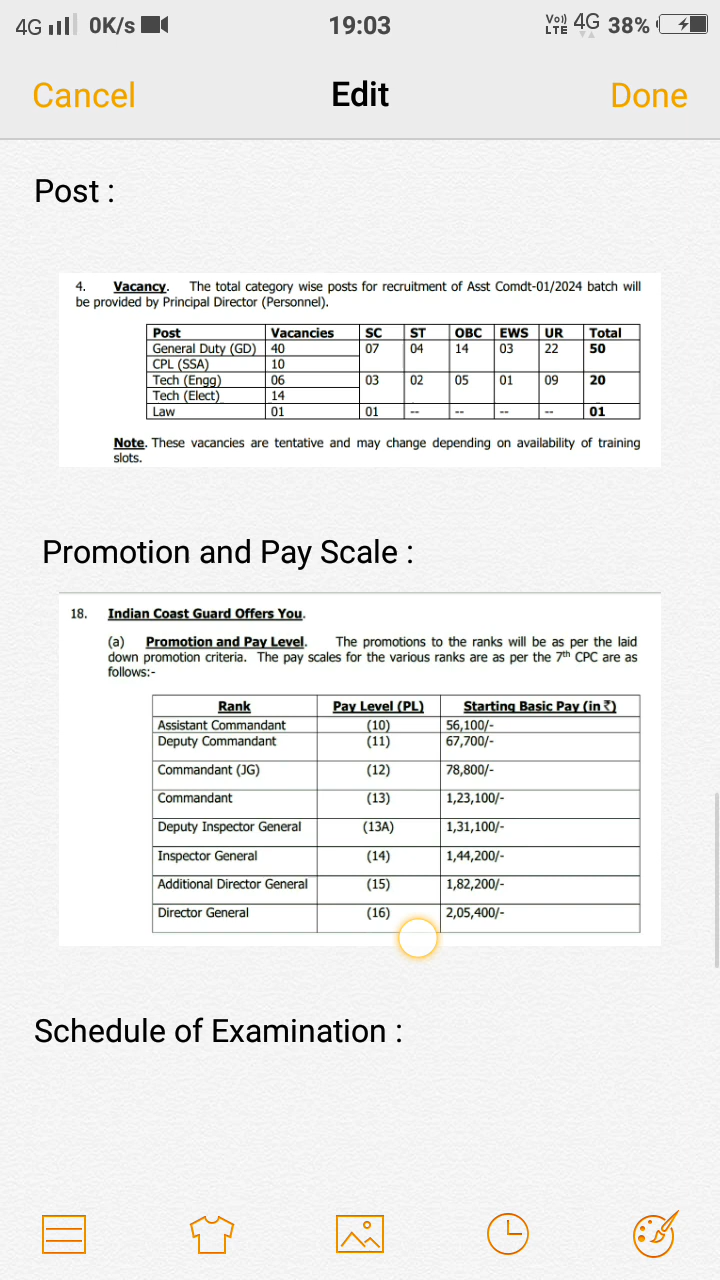 4G 0K/s 19:03 Vo)) LTE 4G 38%
Cancel Edit Done
Post :
4. Vacancy. The total category wise posts for recruitment of Asst Comdt-01/2024 batch will
be provided by Principal Director (Personnel).
Post Vacancies SC ST OBC EWS UR Total
General Duty (GD) 40 07 04 14 03 22 50
CPL (SSA) 10
Tech (Engg) 06 03 02 05 01 09 20
Tech (Elect) 14
Law 01 01 -- -- -- -- 01
Note. These vacancies are tentative and may change depending on availability of training
slots.
Promotion and Pay Scale :
18. Indian Coast Guard Offers You.
(a) Promotion and Pay Level. The promotions to the ranks will be as per the laid
down promotion criteria. The pay scales for the various ranks are as per the 7th CPC are as
follows:-
Rank Pay Level (PL) Starting Basic Pay (in ₹)
Assistant Commandant (10) 56,100/-
Deputy Commandant (11) 67,700/-
Commandant (JG) (12) 78,800/-
Commandant (13) 1,23,100/-
Deputy Inspector General (13A) 1,31,100/-
Inspector General (14) 1,44,200/-
Additional Director General (15) 1,82,200/-
Director General (16) 2,05,400/-
Schedule of Examination :